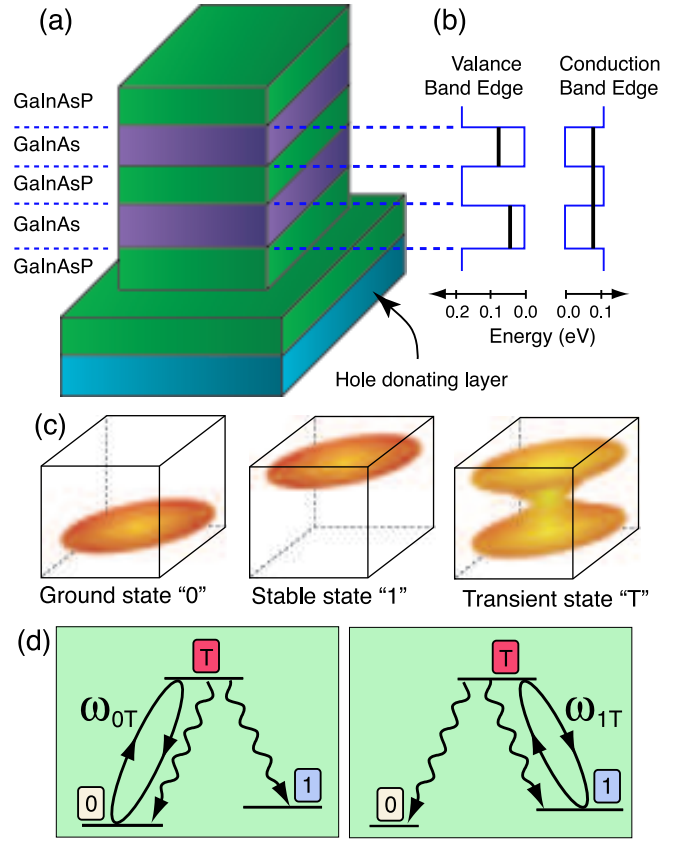 (a)
(b)
Valance
Band Edge
Conduction
Band Edge
GaInAsP
GaInAs
GaInAsP
GaInAs
GaInAsP
0.2 0.1 0.0 0.0 0.1
Energy (eV)
Hole donating layer
(c)
Ground state “0”
Stable state “1”
Transient state “T”
(d)
T
ω0T
0
1
T
ω1T
0
1